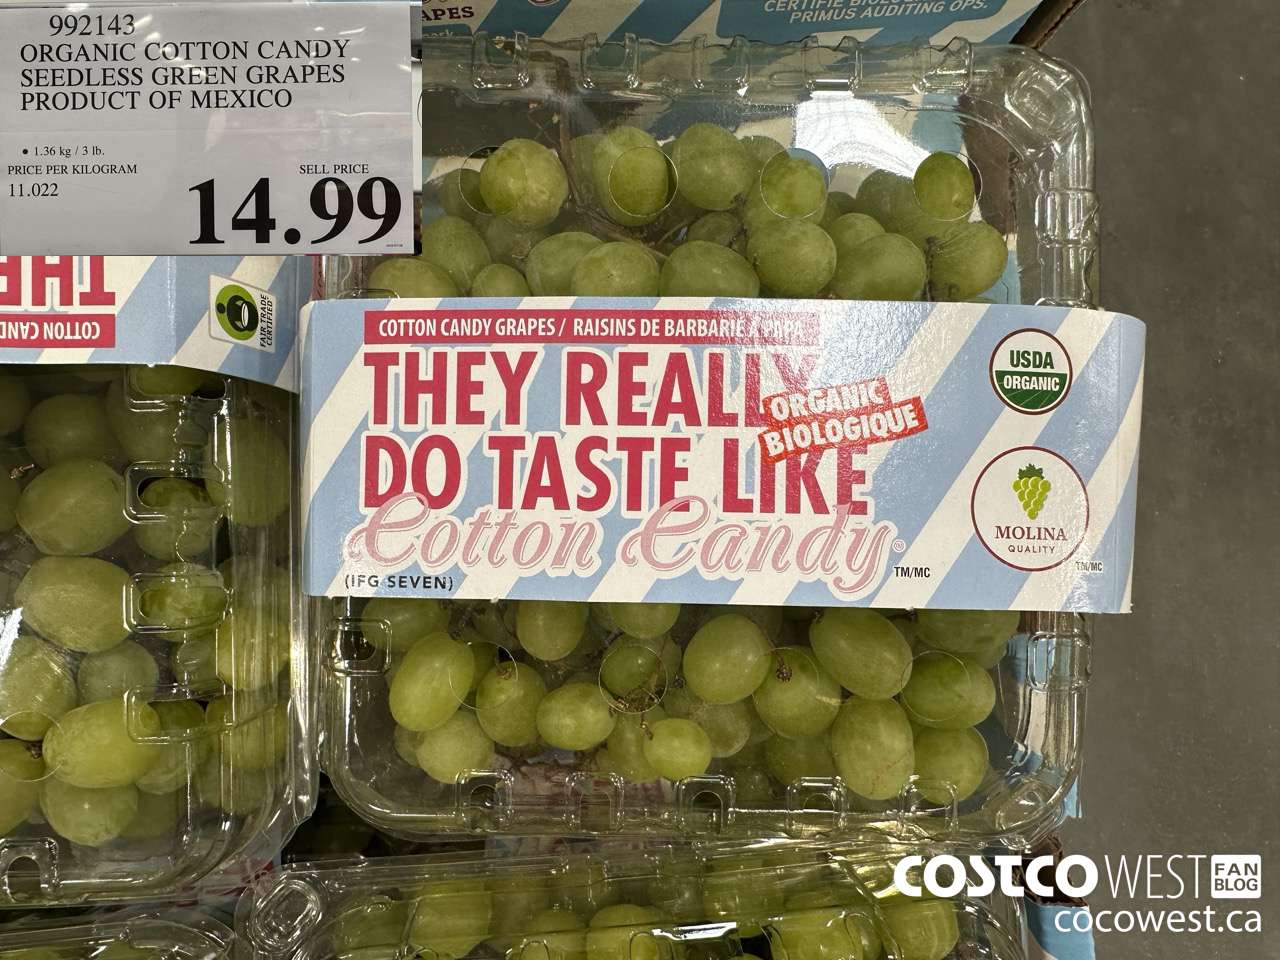 APES
CERTIFIÉ BIOLOG
PRIMUS AUDITING OPS.
992143
ORGANIC COTTON CANDY
SEEDLESS GREEN GRAPES
PRODUCT OF MEXICO
• 1.36 kg / 3 lb.
PRICE PER KILOGRAM
11.022
SELL PRICE
14.99
THE
COTTON CAND
FAIR TRADE
CERTIFIED
COTTON CANDY GRAPES / RAISINS DE BARBARIE À PAPA
THEY REALLY
DO TASTE LIKE
Cotton Candy®
TM/MC
(IFG SEVEN)
ORGANIC
BIOLOGIQUE
USDA
ORGANIC
MOLINA
QUALITY
TM/MC
COSTCO WEST FAN BLOG
cocowest.ca